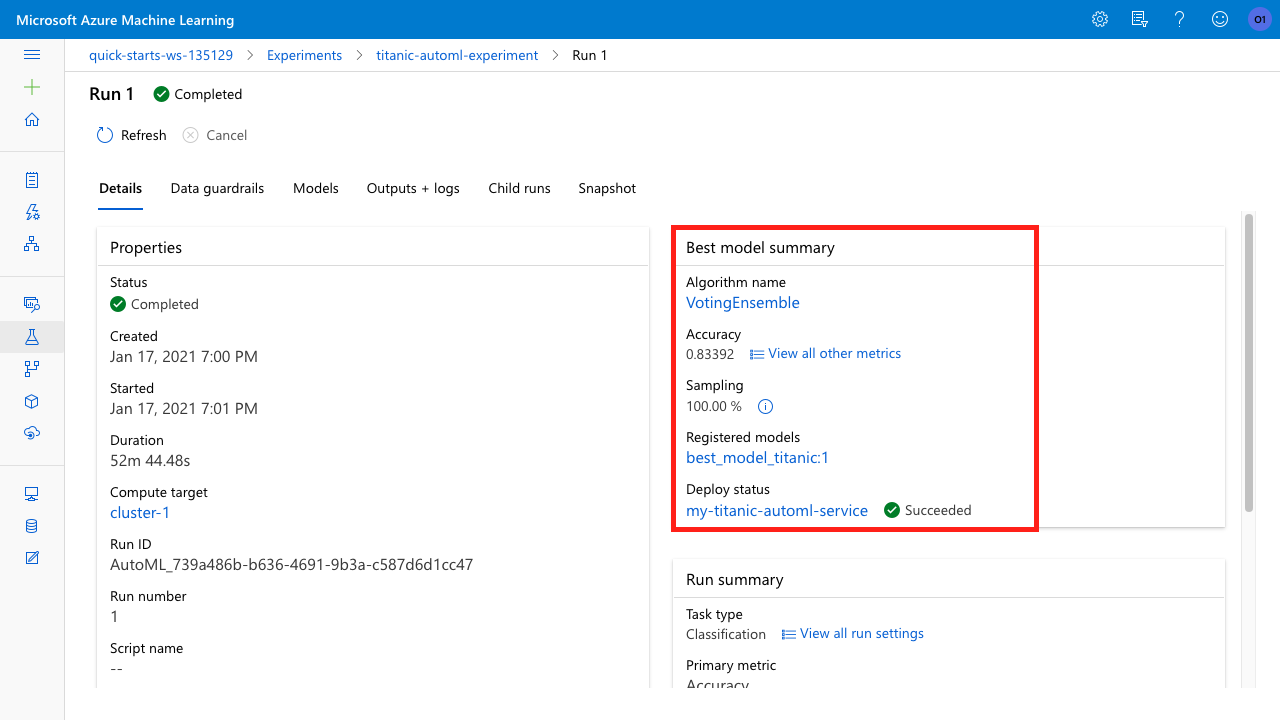 Microsoft Azure Machine Learning
O1
quick-starts-ws-135129 > Experiments > titanic-automl-experiment > Run 1
Run 1 Completed
Refresh Cancel
Details Data guardrails Models Outputs + logs Child runs Snapshot
Properties
Status
Completed
Created
Jan 17, 2021 7:00 PM
Started
Jan 17, 2021 7:01 PM
Duration
52m 44.48s
Compute target
cluster-1
Run ID
AutoML_739a486b-b636-4691-9b3a-c587d6d1cc47
Run number
1
Script name
--
Best model summary
Algorithm name
VotingEnsemble
Accuracy
0.83392 View all other metrics
Sampling
100.00 %
Registered models
best_model_titanic:1
Deploy status
my-titanic-automl-service Succeeded
Run summary
Task type
Classification View all run settings
Primary metric
Accuracy